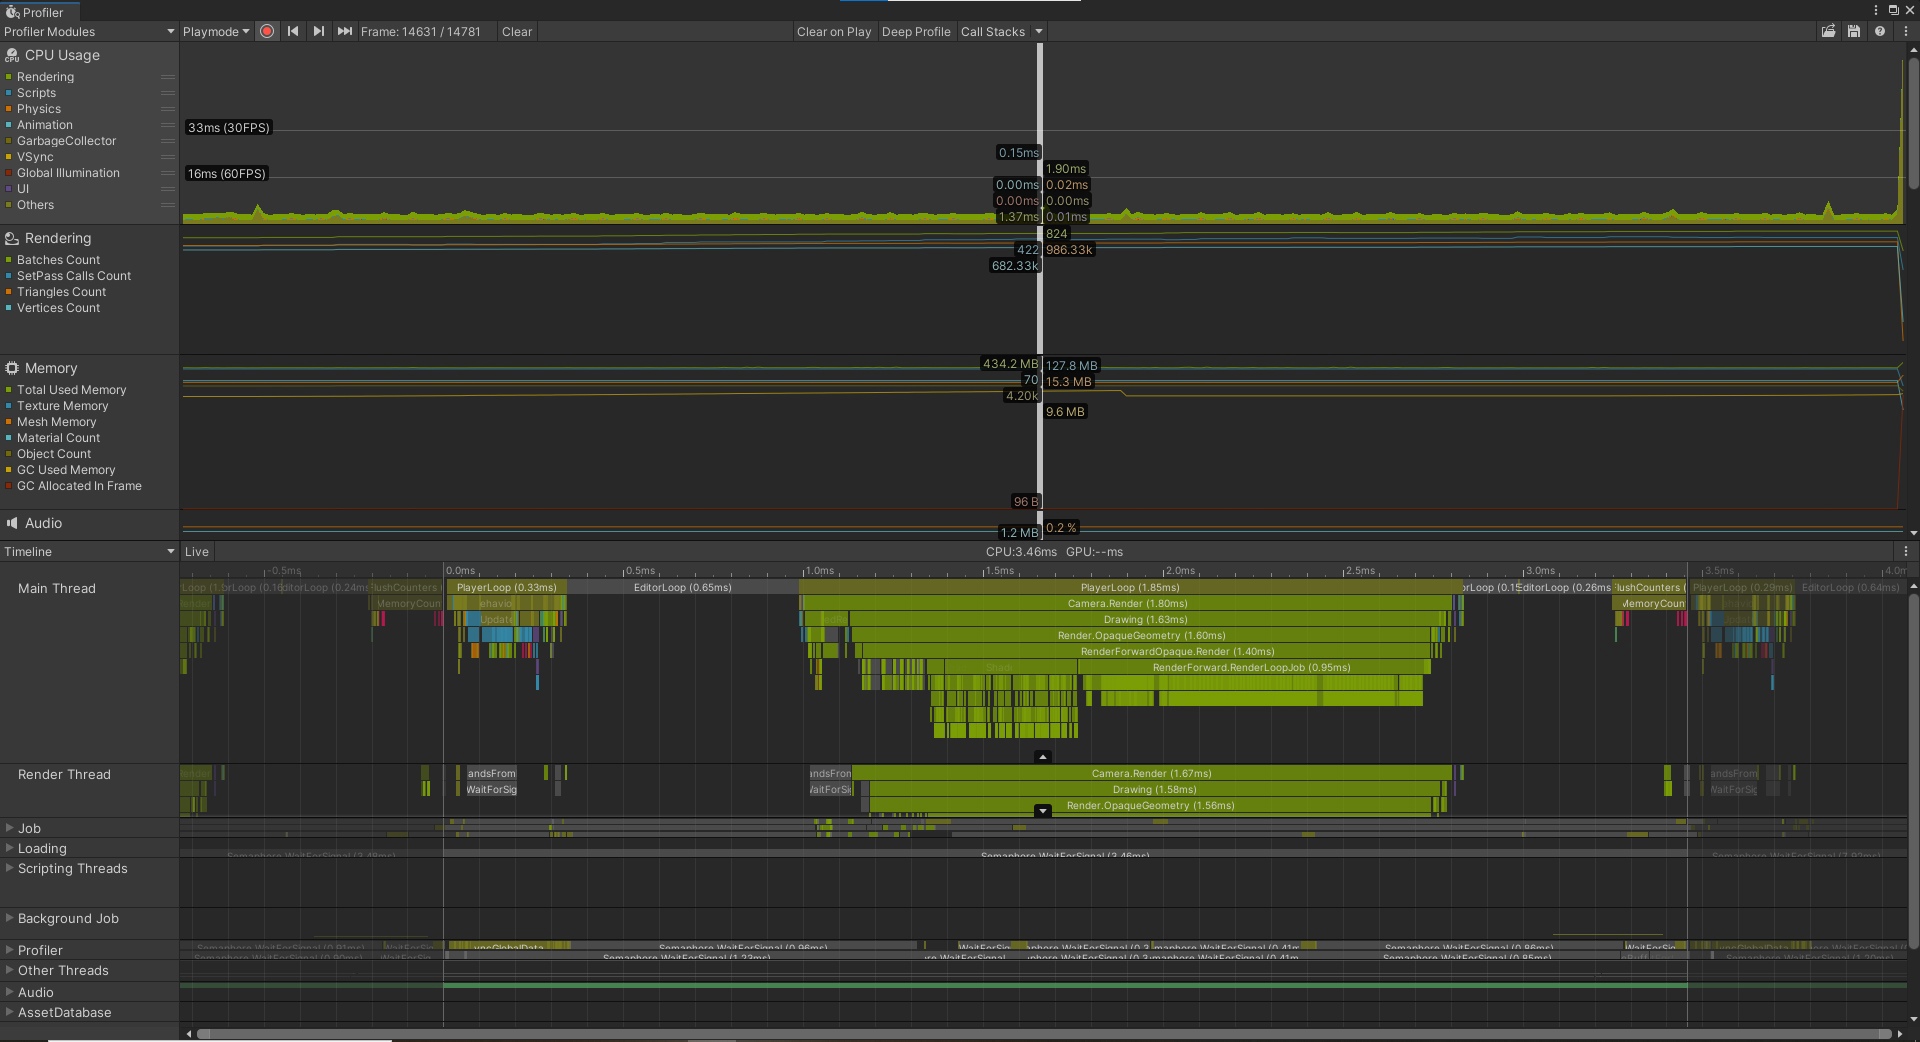 Profiler
Profiler Modules
Playmode
Frame: 14631 / 14781
Clear
Clear on Play
Deep Profile
Call Stacks
CPU Usage
Rendering
Scripts
Physics
Animation
GarbageCollector
VSync
Global Illumination
UI
Others
33ms (30FPS)
16ms (60FPS)
0.15ms
1.90ms
0.00ms
0.02ms
0.00ms
0.00ms
1.37ms
0.01ms
Rendering
Batches Count
SetPass Calls Count
Triangles Count
Vertices Count
824
422
986.33k
682.33k
Memory
Total Used Memory
Texture Memory
Mesh Memory
Material Count
Object Count
GC Used Memory
GC Allocated In Frame
434.2 MB
127.8 MB
70
15.3 MB
4.20k
9.6 MB
96 B
Audio
0.2 %
1.2 MB
Timeline
Live
CPU:3.46ms GPU:--ms
-0.5ms
0.0ms
0.5ms
1.0ms
1.5ms
2.0ms
2.5ms
3.0ms
3.5ms
Main Thread
EditorLoop (0.24ms)
PlayerLoop (0.33ms)
EditorLoop (0.65ms)
PlayerLoop (1.85ms)
EditorLoop (0.26ms)
PlayerLoop (0.29ms)
EditorLoop (0.64ms)
Camera.Render (1.80ms)
Update
Drawing (1.63ms)
Render.OpaqueGeometry (1.60ms)
RenderForwardOpaque.Render (1.40ms)
RenderForward.RenderLoopJob (0.95ms)
Render Thread
andsFrom
WaitForSig
Camera.Render (1.67ms)
Drawing (1.58ms)
Render.OpaqueGeometry (1.56ms)
Job
Loading
Semaphore.WaitForSignal (3.46ms)
Scripting Threads
Background Job
Profiler
Semaphore.WaitForSignal (0.96ms)
Semaphore.WaitForSignal (0.86ms)
Semaphore.WaitForSignal (1.23ms)
Semaphore.WaitForSignal (0.85ms)
Other Threads
Audio
AssetDatabase